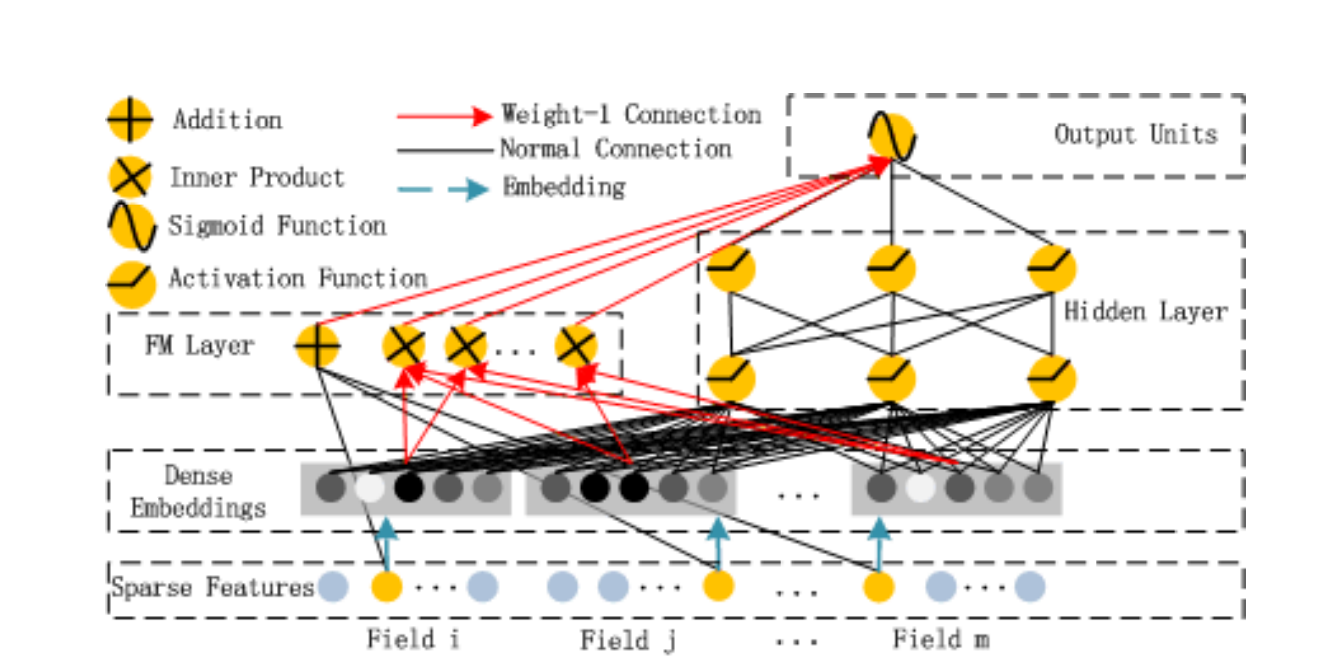 Addition
Weight-1 Connection
Output Units
Inner Product
Normal Connection
Embedding
Sigmoid Function
Activation Function
Hidden Layer
FM Layer
...
Dense
Embeddings
...
Sparse Features
... ... ... ...
Field i
Field j
...
Field m